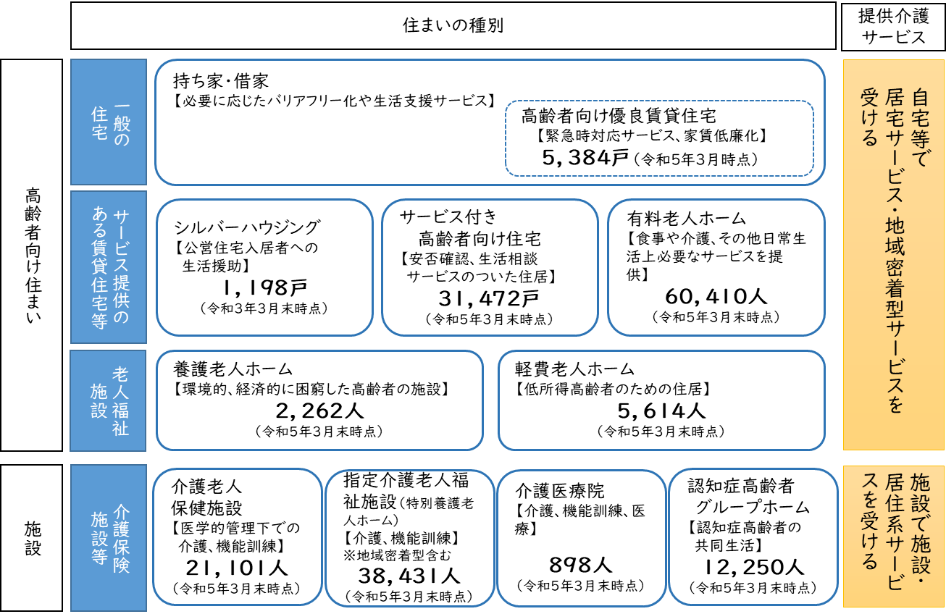 住まいの種別
提供介護
サービス
高齢者向け住まい
一般の
住宅
持ち家・借家
【必要に応じたバリアフリー化や生活支援サービス】
高齢者向け優良賃貸住宅
【緊急時対応サービス、家賃低廉化】
5,384戸(令和5年3月時点)
自宅等で
居宅サービス・地域密着型サービスを
受ける
サービス提供の
ある賃貸住宅等
シルバーハウジング
【公営住宅入居者への
生活援助】
1,198戸
(令和3年3月末時点)
サービス付き
高齢者向け住宅
【安否確認、生活相談
サービスのついた住居】
31,472戸
(令和5年3月末時点)
有料老人ホーム
【食事や介護、その他日常生
活上必要なサービスを提
供】
60,410人
(令和5年3月末時点)
老人福祉
施設
養護老人ホーム
【環境的、経済的に困窮した高齢者の施設】
2,262人
(令和5年3月末時点)
軽費老人ホーム
【低所得高齢者のための住居】
5,614人
(令和5年3月末時点)
施設
介護保険
施設等
介護老人
保健施設
【医学的管理下での
介護、機能訓練】
21,101人
(令和5年3月末時点)
指定介護老人福
祉施設(特別養護老
人ホーム)
【介護、機能訓練】
※地域密着型含む
38,431人
(令和5年3月末時点)
介護医療院
【介護、機能訓練、医
療】
898人
(令和5年3月末時点)
認知症高齢者
グループホーム
【認知症高齢者の
共同生活】
12,250人
(令和5年3月末時点)
施設で施設・
居住系サービ
スを受ける